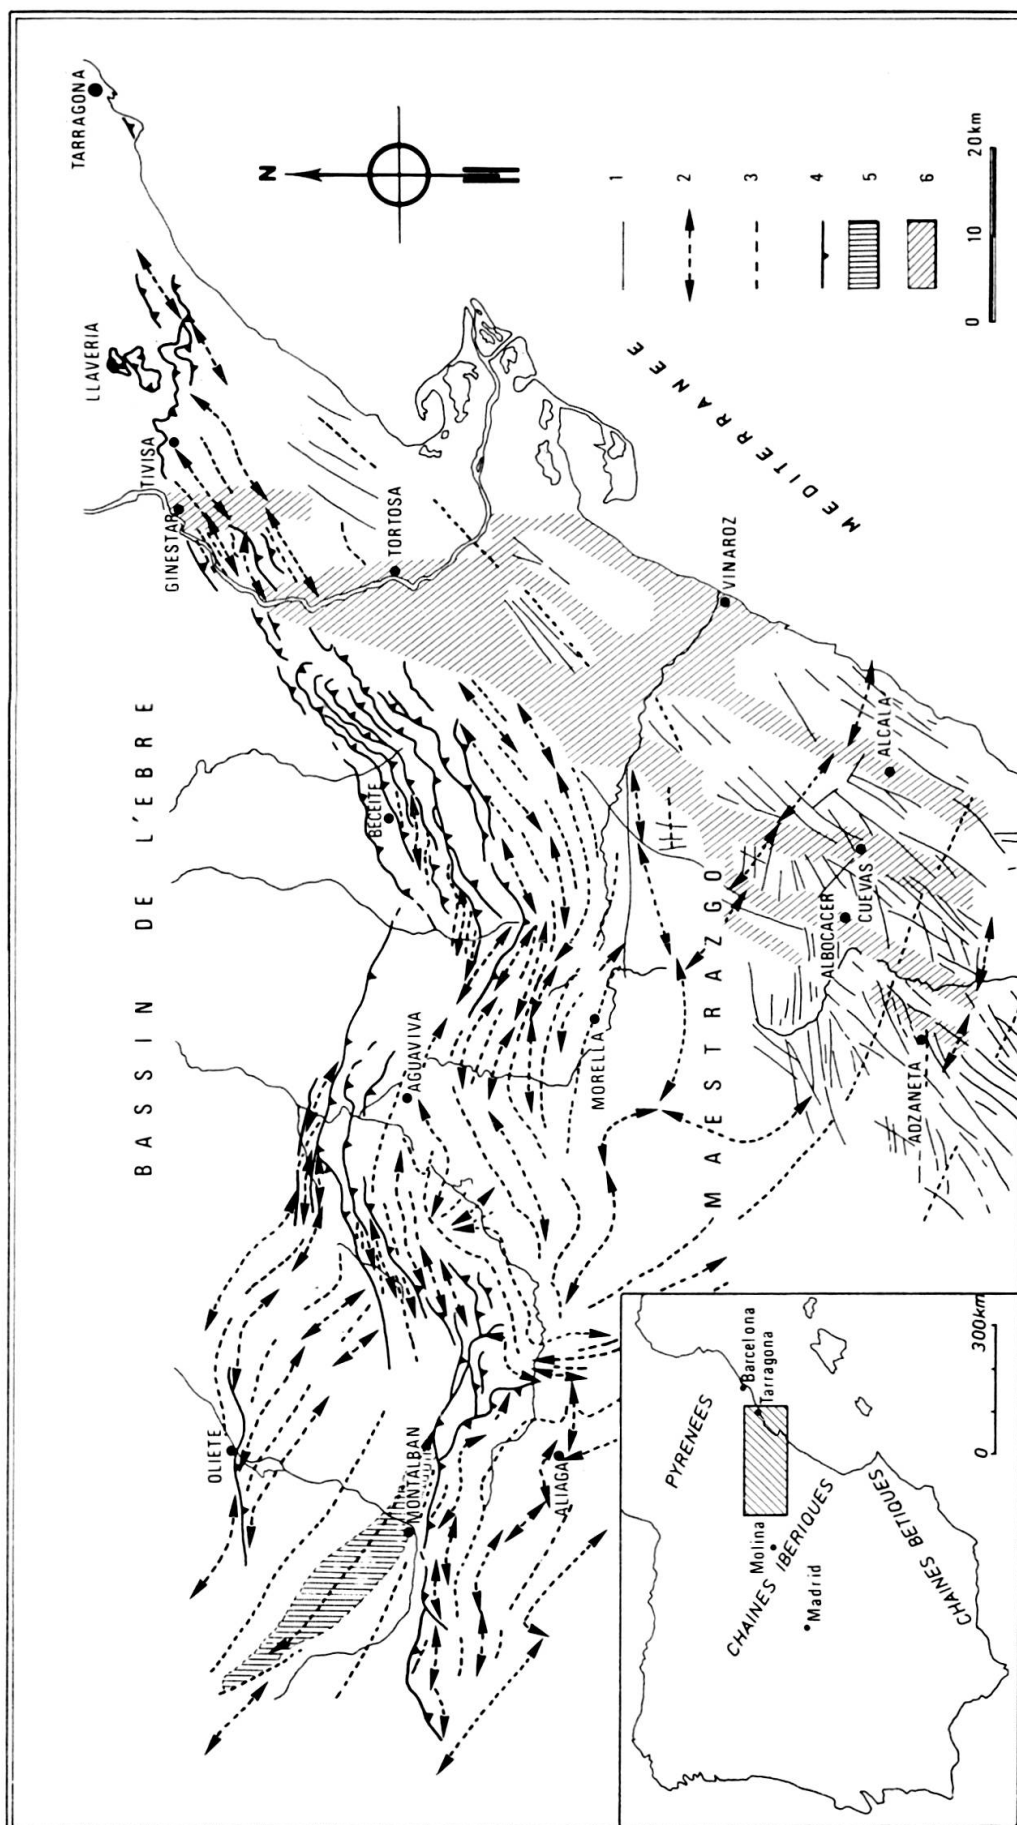 TARRAGONA
LLAVERIA
TIVISA
GINESTAR
TORTOSA
VINAROZ
ALCALA
CUEVAS
ALBOCACER
ADZANETA
BECEITE
AGUAVIVA
MORELLA
OLIETE
MONTALBAN
ALIAGA
BASSIN DE L'EBRE
MAESTRAZGO
MEDITERRANEE
N
1
2
3
4
5
6
0 10 20km
PYRENEES
Barcelona
Tarragona
Molina
CHAINES IBERIQUES
Madrid
CHAINES BETIQUES
0 300km